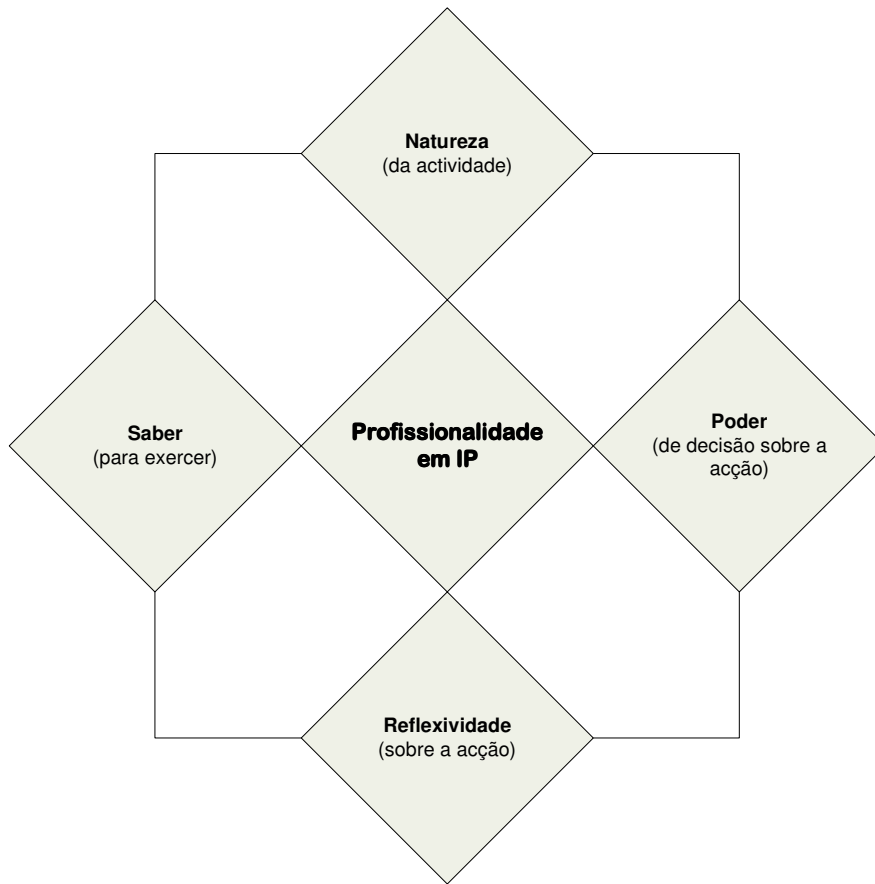 Natureza
(da actividade)
Saber
(para exercer)
Profissionalidade
em IP
Poder
(de decisão sobre a
acção)
Reflexividade
(sobre a acção)